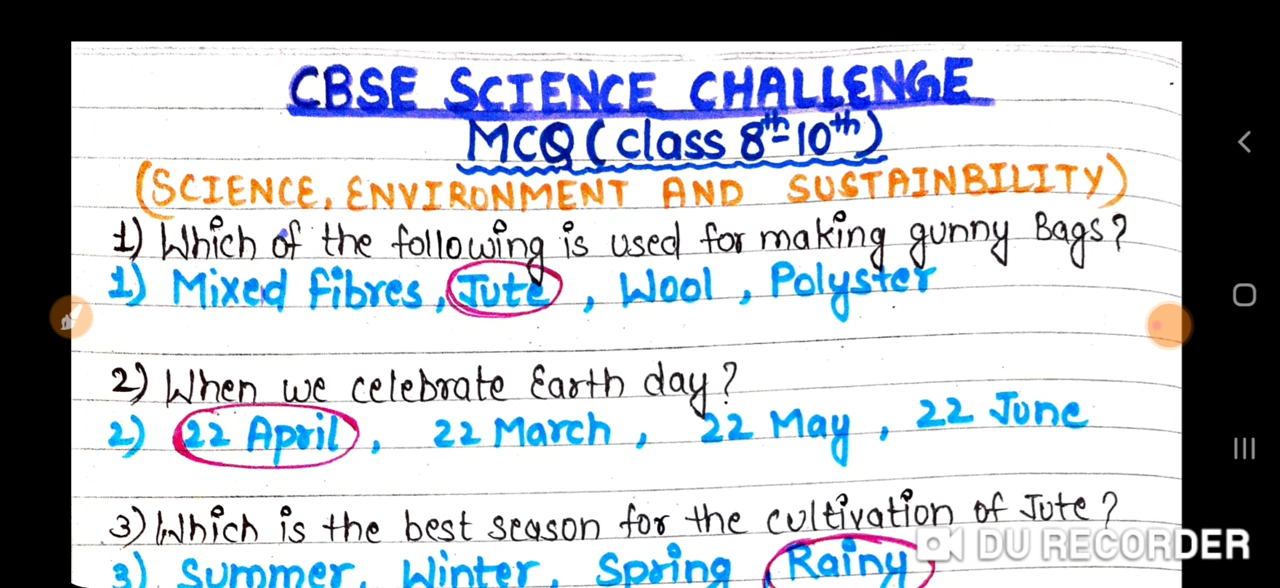 CBSE SCIENCE CHALLENGE
MCQ (class 8th-10th)
(SCIENCE, ENVIRONMENT AND SUSTAINBILITY)
1) Which of the following is used for making gunny Bags?
1) Mixed fibres, Jute, Wool, Polyster
2) When we celebrate Earth day?
2) 22 April, 22 March, 22 May, 22 June
3) Which is the best season for the cultivation of Jute?
3) Summer, Winter, Spring Rainy
DU RECORDER